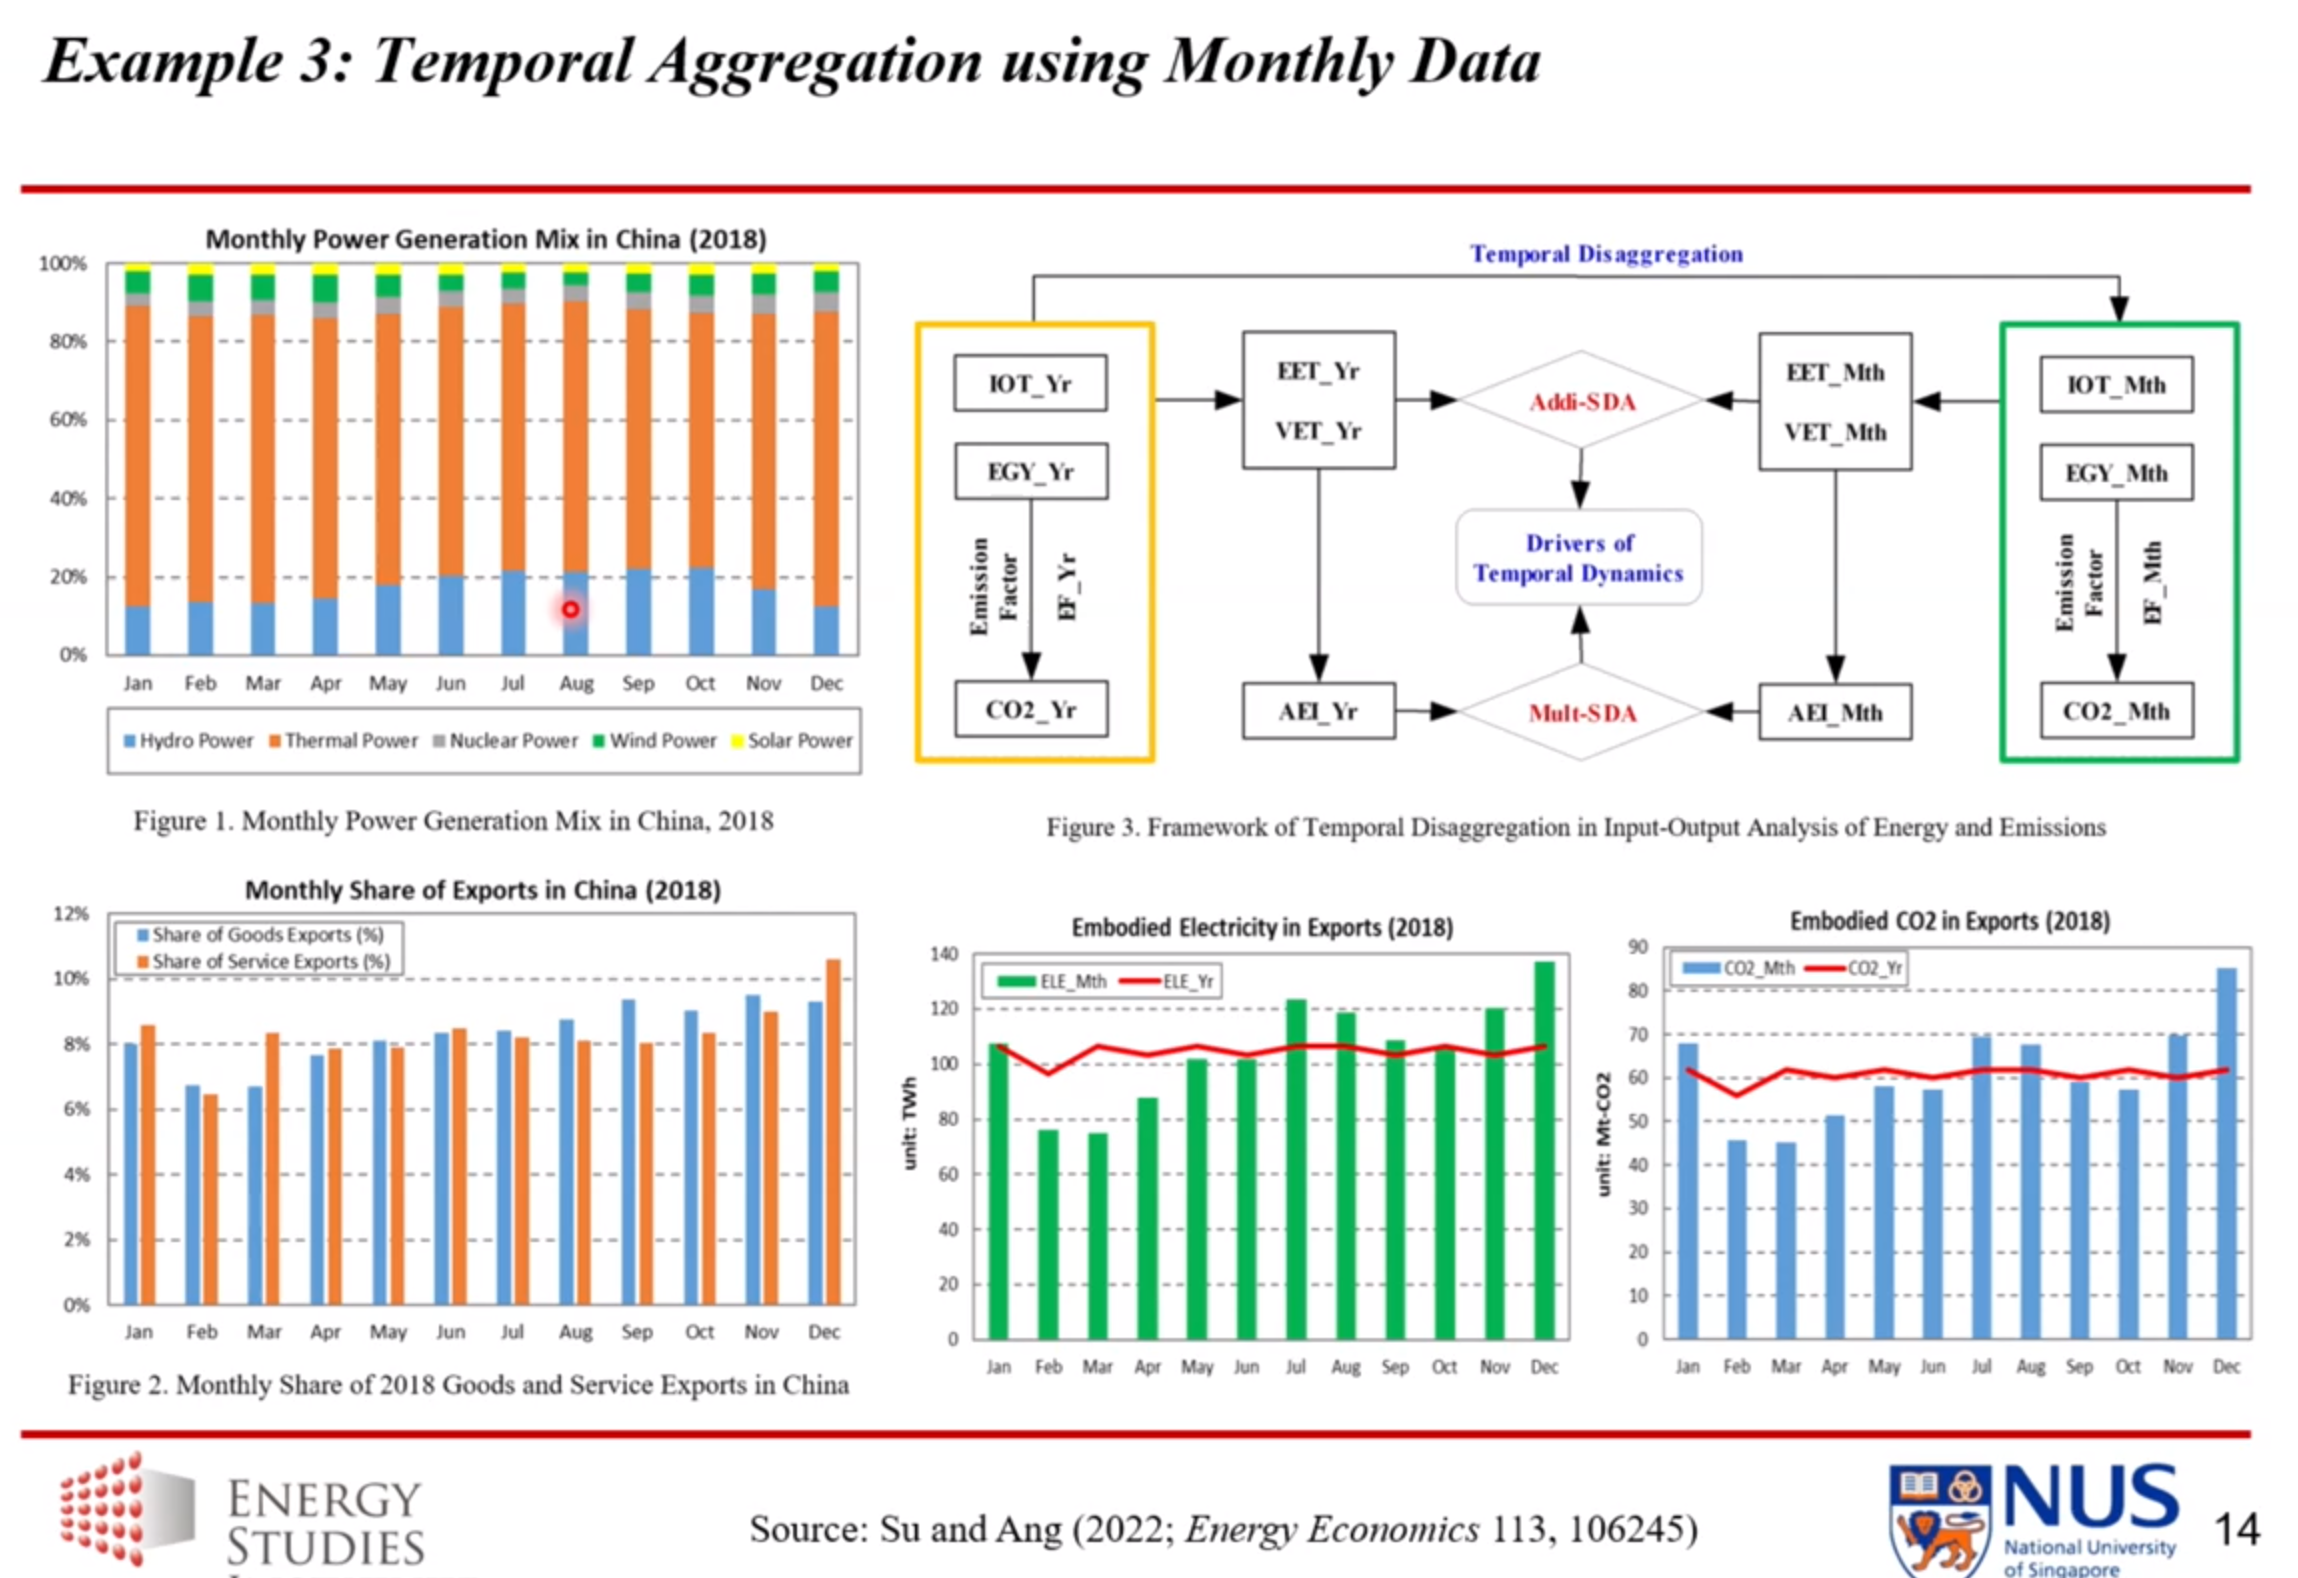 Example 3: Temporal Aggregation using Monthly Data
Monthly Power Generation Mix in China (2018)
100%
80%
60%
40%
20%
0%
Jan Feb Mar Apr May Jun Jul Aug Sep Oct Nov Dec
Hydro Power Thermal Power Nuclear Power Wind Power Solar Power
Figure 1. Monthly Power Generation Mix in China, 2018
Temporal Disaggregation
IOT_Yr
EGY_Yr
Emission
Factor
EF_Yr
CO2_Yr
EET_Yr
VET_Yr
AEI_Yr
Addi-SDA
Drivers of
Temporal Dynamics
Mult-SDA
EET_Mth
VET_Mth
AEI_Mth
IOT_Mth
EGY_Mth
Emission
Factor
EF_Mth
CO2_Mth
Figure 3. Framework of Temporal Disaggregation in Input-Output Analysis of Energy and Emissions
Monthly Share of Exports in China (2018)
Share of Goods Exports (%)
Share of Service Exports (%)
12%
10%
8%
6%
4%
2%
0%
Jan Feb Mar Apr May Jun Jul Aug Sep Oct Nov Dec
Figure 2. Monthly Share of 2018 Goods and Service Exports in China
Embodied Electricity in Exports (2018)
ELE_Mth ELE_Yr
unit: TWh
140
120
100
80
60
40
20
0
Jan Feb Mar Apr May Jun Jul Aug Sep Oct Nov Dec
Embodied CO2 in Exports (2018)
CO2_Mth CO2_Yr
unit: Mt-CO2
90
80
70
60
50
40
30
20
10
0
Jan Feb Mar Apr May Jun Jul Aug Sep Oct Nov Dec
ENERGY
STUDIES
Source: Su and Ang (2022; Energy Economics 113, 106245)
NUS
National University
of Singapore
14